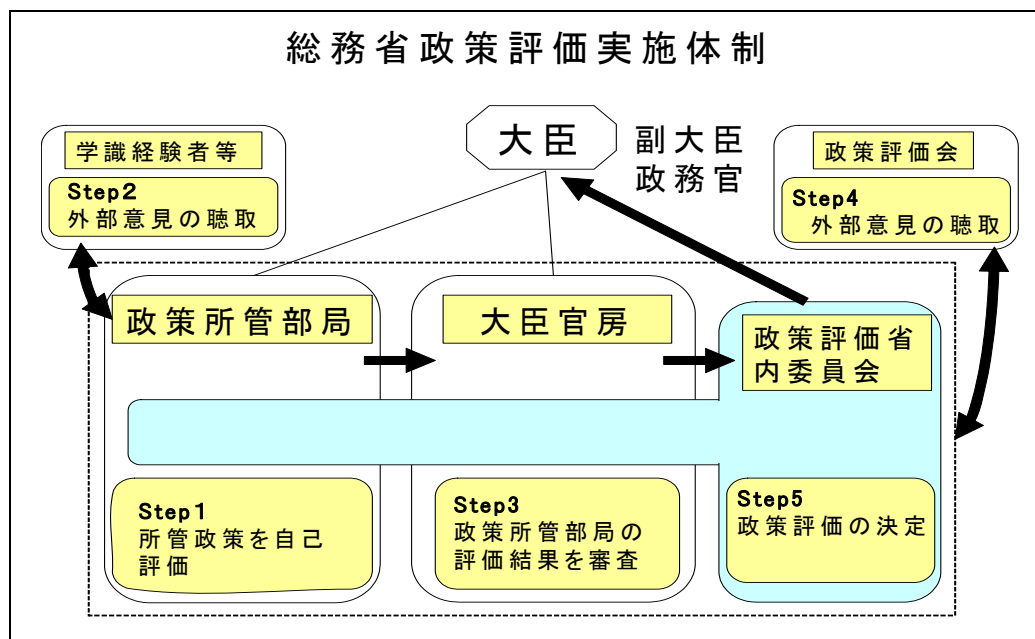 総務省政策評価実施体制
大臣
副大臣
政務官
学識経験者等
Step2
外部意見の聴取
政策評価会
Step4
外部意見の聴取
政策所管部局
大臣官房
政策評価省
内委員会
Step1
所管政策を自己
評価
Step3
政策所管部局の
評価結果を審査
Step5
政策評価の決定